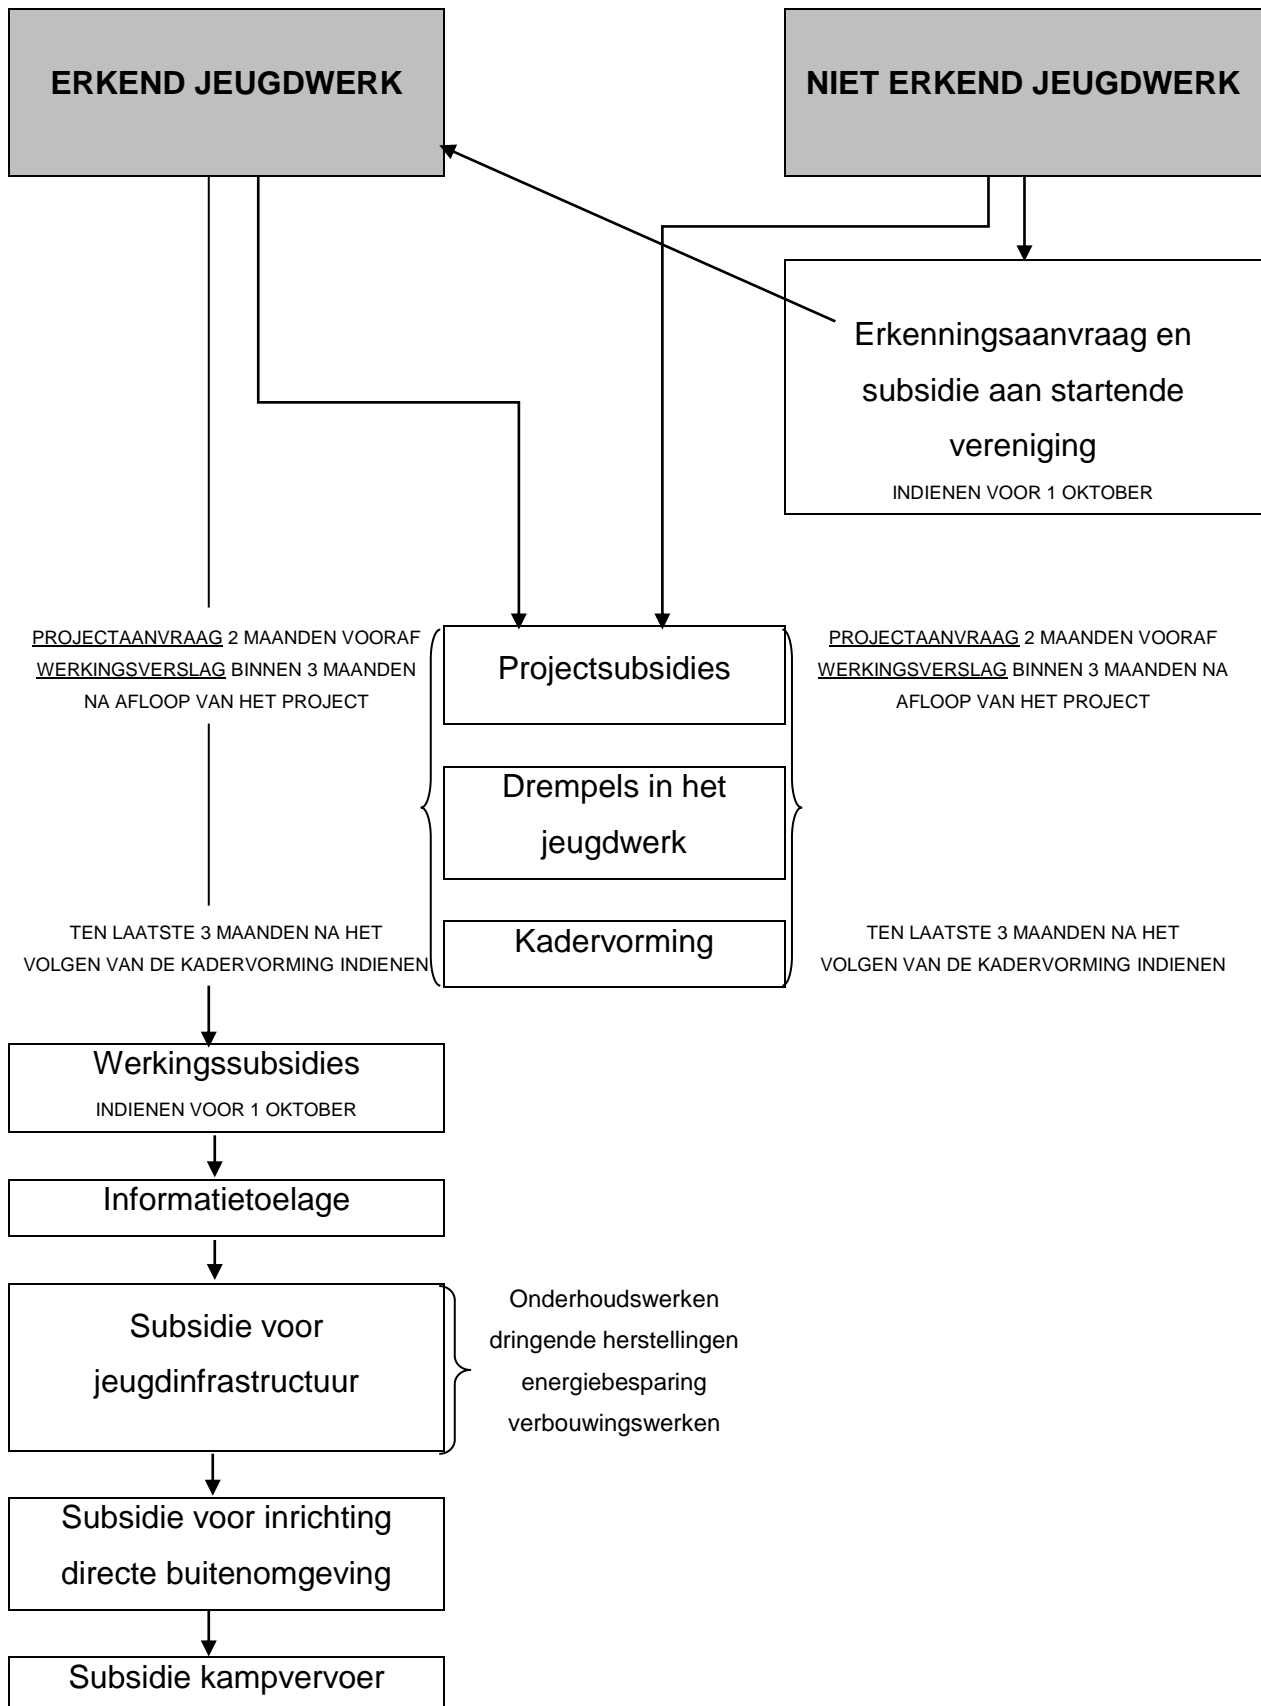 ERKEND JEUGDWERK
NIET ERKEND JEUGDWERK
Erkenningsaanvraag en
subsidie aan startende
vereniging
INDIENEN VOOR 1 OKTOBER
PROJECTAANVRAAG 2 MAANDEN VOORAF
WERKINGSVERSLAG BINNEN 3 MAANDEN
NA AFLOOP VAN HET PROJECT
Projectsubsidies
PROJECTAANVRAAG 2 MAANDEN VOORAF
WERKINGSVERSLAG BINNEN 3 MAANDEN NA
AFLOOP VAN HET PROJECT
Drempels in het
jeugdwerk
TEN LAATSTE 3 MAANDEN NA HET
VOLGEN VAN DE KADERVORMING INDIENEN
Kadervorming
TEN LAATSTE 3 MAANDEN NA HET
VOLGEN VAN DE KADERVORMING INDIENEN
Werkingssubsidies
INDIENEN VOOR 1 OKTOBER
Informatietoelage
Subsidie voor
jeugdinfrastructuur
Onderhoudswerken
dringende herstellingen
energiebesparing
verbouwingswerken
Subsidie voor inrichting
directe buitenomgeving
Subsidie kampvervoer